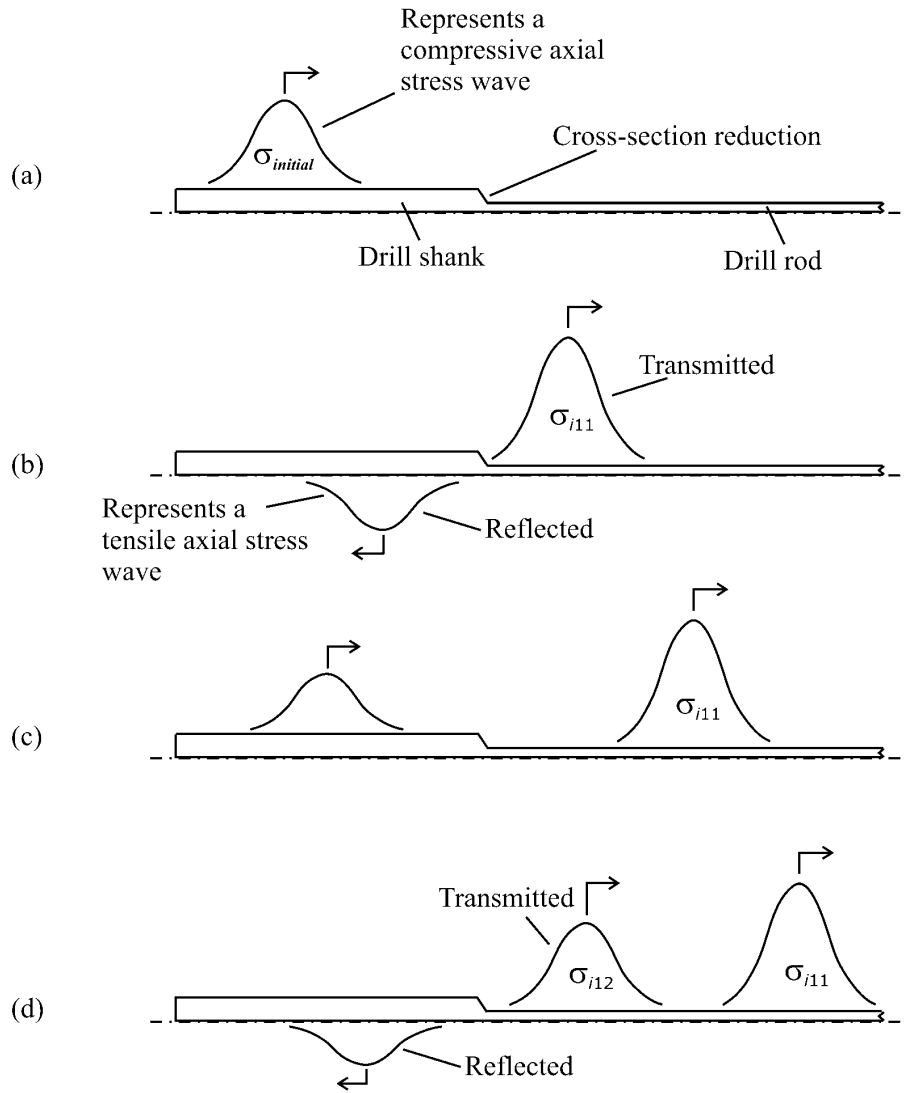 Represents a
compressive axial
stress wave
σinitial
Cross-section reduction
(a)
Drill shank
Drill rod
Transmitted
σi11
(b)
Represents a
tensile axial stress
wave
Reflected
σi11
(c)
Transmitted
σi12
σi11
(d)
Reflected